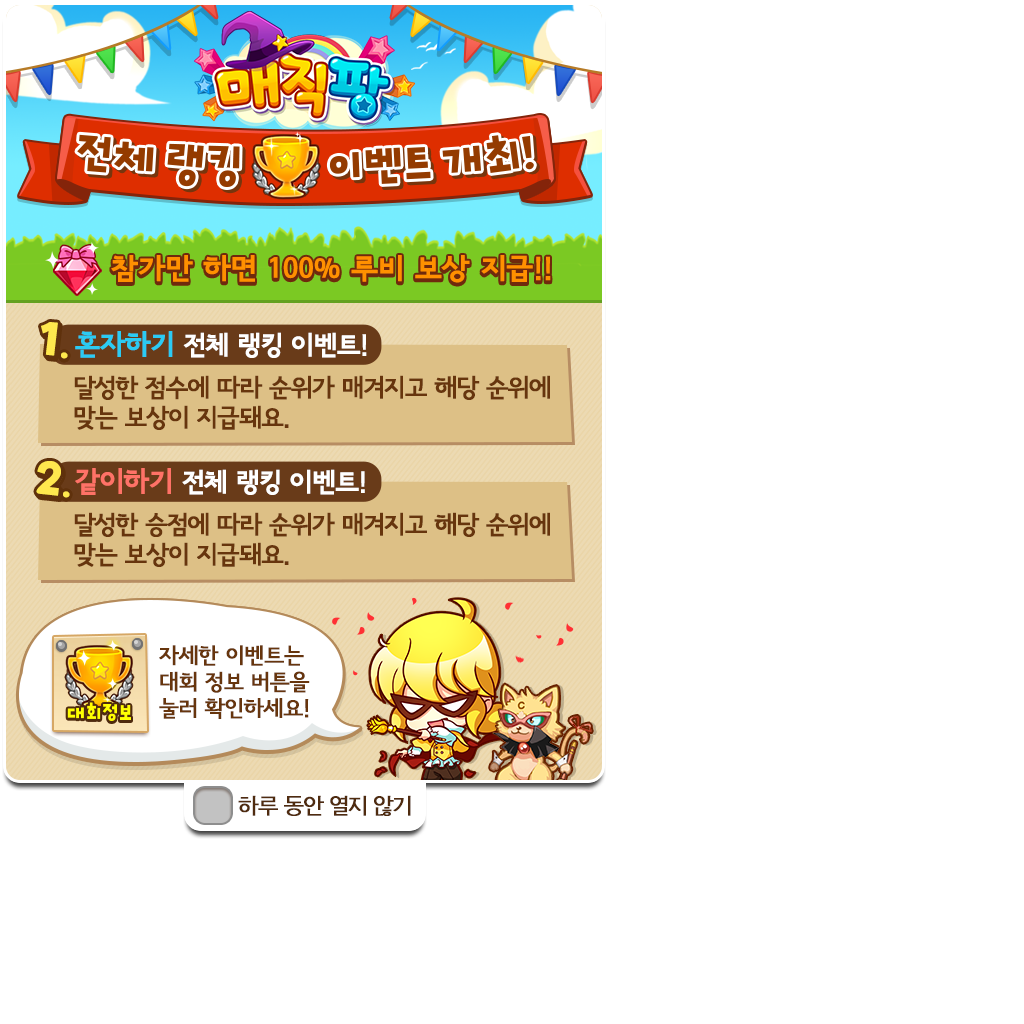 매직팡
전체 랭킹 이벤트 개최!
참가만 하면 100% 루비 보상 지급!!
1. 혼자하기 전체 랭킹 이벤트!
달성한 점수에 따라 순위가 매겨지고 해당 순위에
맞는 보상이 지급돼요.
2. 같이하기 전체 랭킹 이벤트!
달성한 승점에 따라 순위가 매겨지고 해당 순위에
맞는 보상이 지급돼요.
대회정보
자세한 이벤트는
대회 정보 버튼을
눌러 확인하세요!
하루 동안 열지 않기